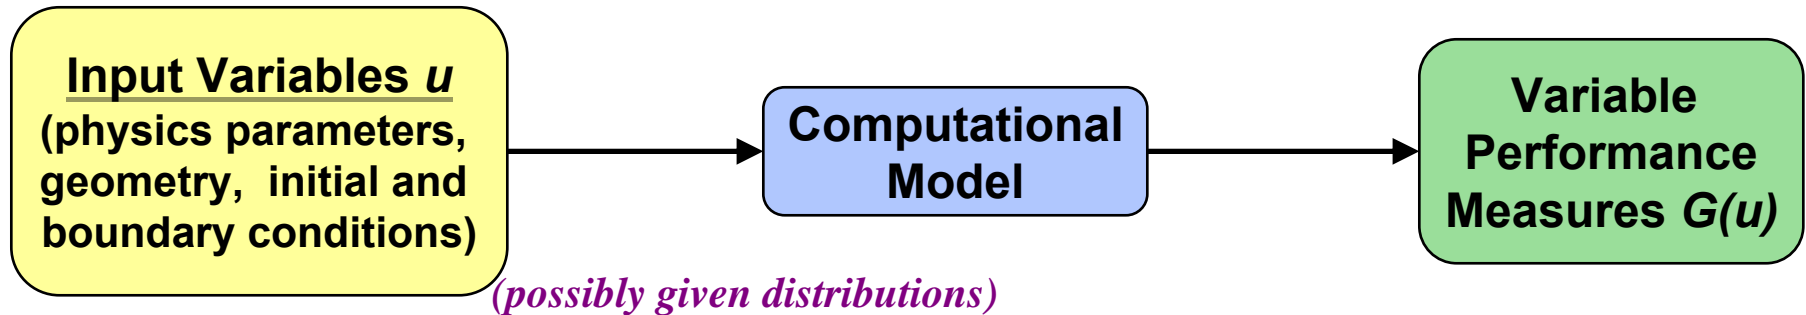 Input Variables u
(physics parameters,
geometry, initial and
boundary conditions)
(possibly given distributions)
Computational
Model
Variable
Performance
Measures G(u)